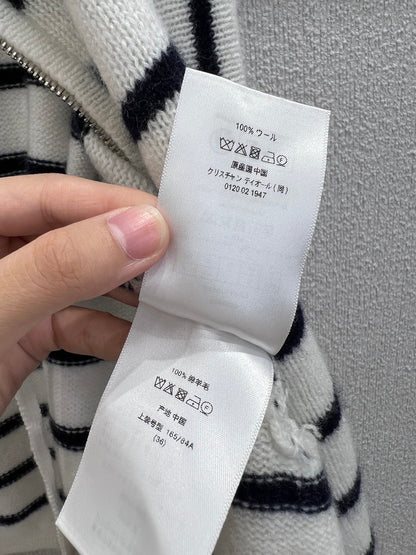 100% ウール
原産国 中国
クリスチャン ディオール (同)
0120 02 1947
100% 绵羊毛
产地 中国
上装号型 165/84A
(36)